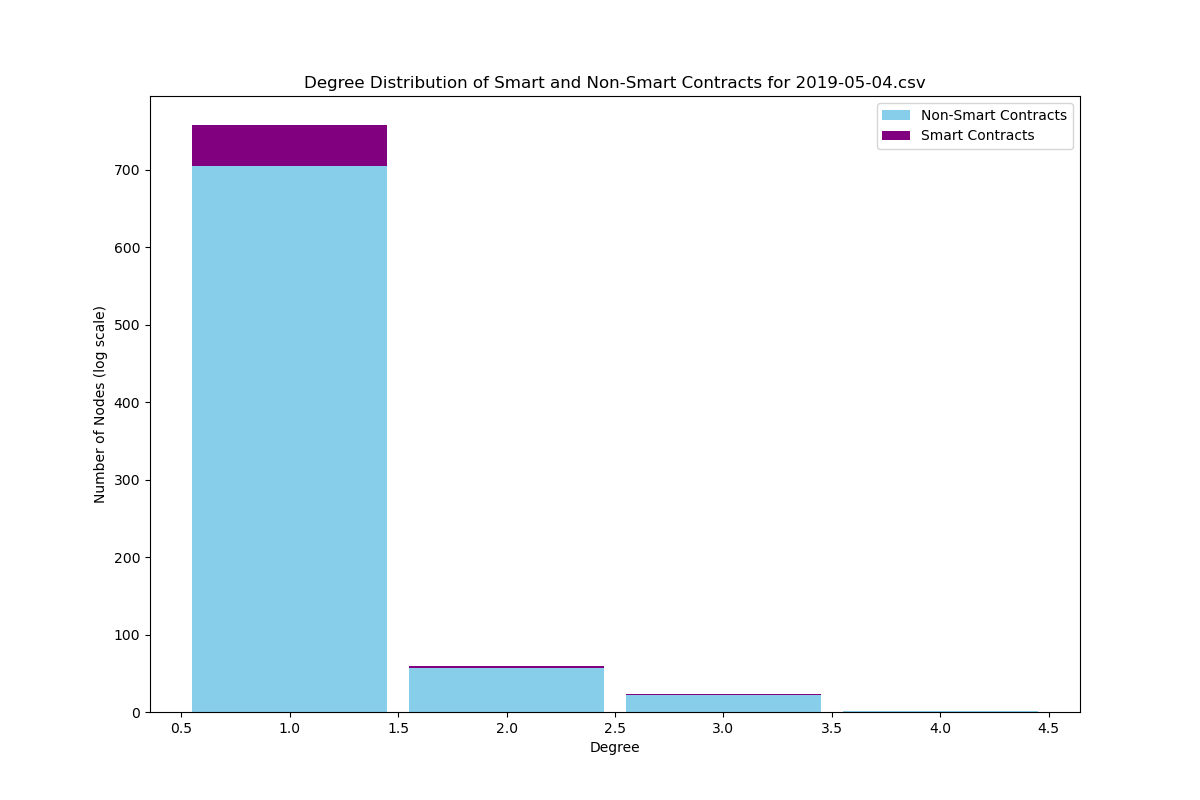 Degree Distribution of Smart and Non-Smart Contracts for 2019-05-04.csv
Non-Smart Contracts
Smart Contracts
Number of Nodes (log scale)
700
600
500
400
300
200
100
0
0.5 1.0 1.5 2.0 2.5 3.0 3.5 4.0 4.5
Degree